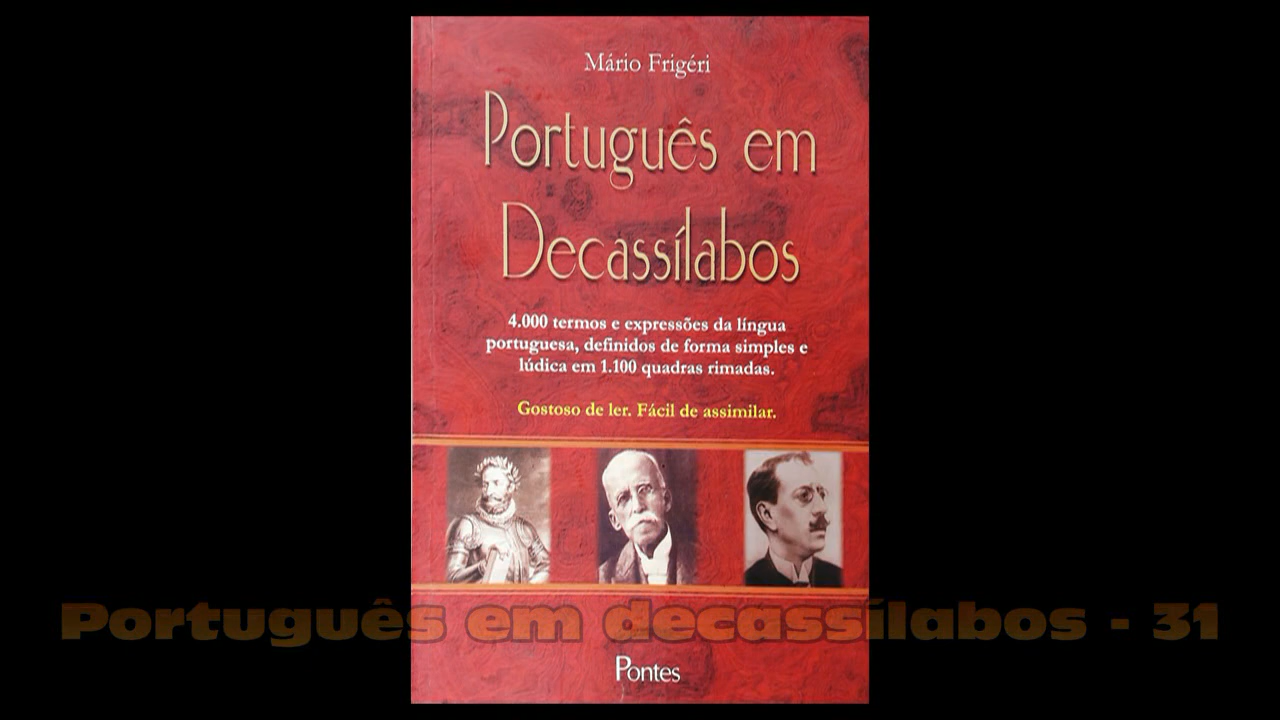 Mário Frigéri
Português em
Decassílabos
4.000 termos e expressões da língua
portuguesa, definidos de forma simples e
lúdica em 1.100 quadras rimadas.
Gostoso de ler. Fácil de assimilar.
Português em decassílabos - 31
Pontes